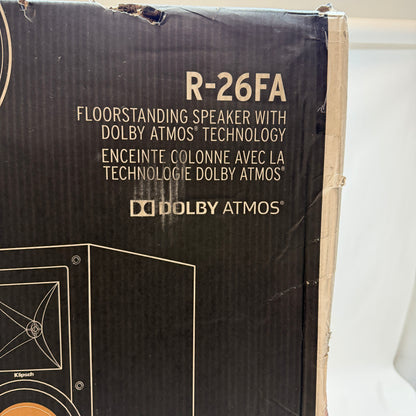 R-26FA
FLOORSTANDING SPEAKER WITH
DOLBY ATMOS® TECHNOLOGY
ENCEINTE COLONNE AVEC LA
TECHNOLOGIE DOLBY ATMOS®
DOLBY ATMOS®
Klipsch